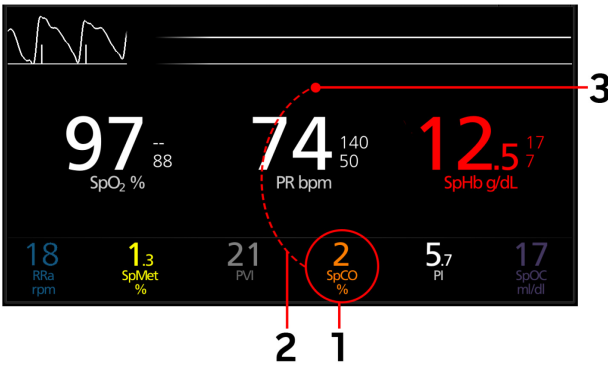 3
97 -- 88
SpO₂ %
74 140 50
PR bpm
12.5 17 7
SpHb g/dL
18
RRa
rpm
1.3
SpMet
%
21
PVI
2
SpCO
%
5.7
PI
17
SpOC
ml/dl
2 1